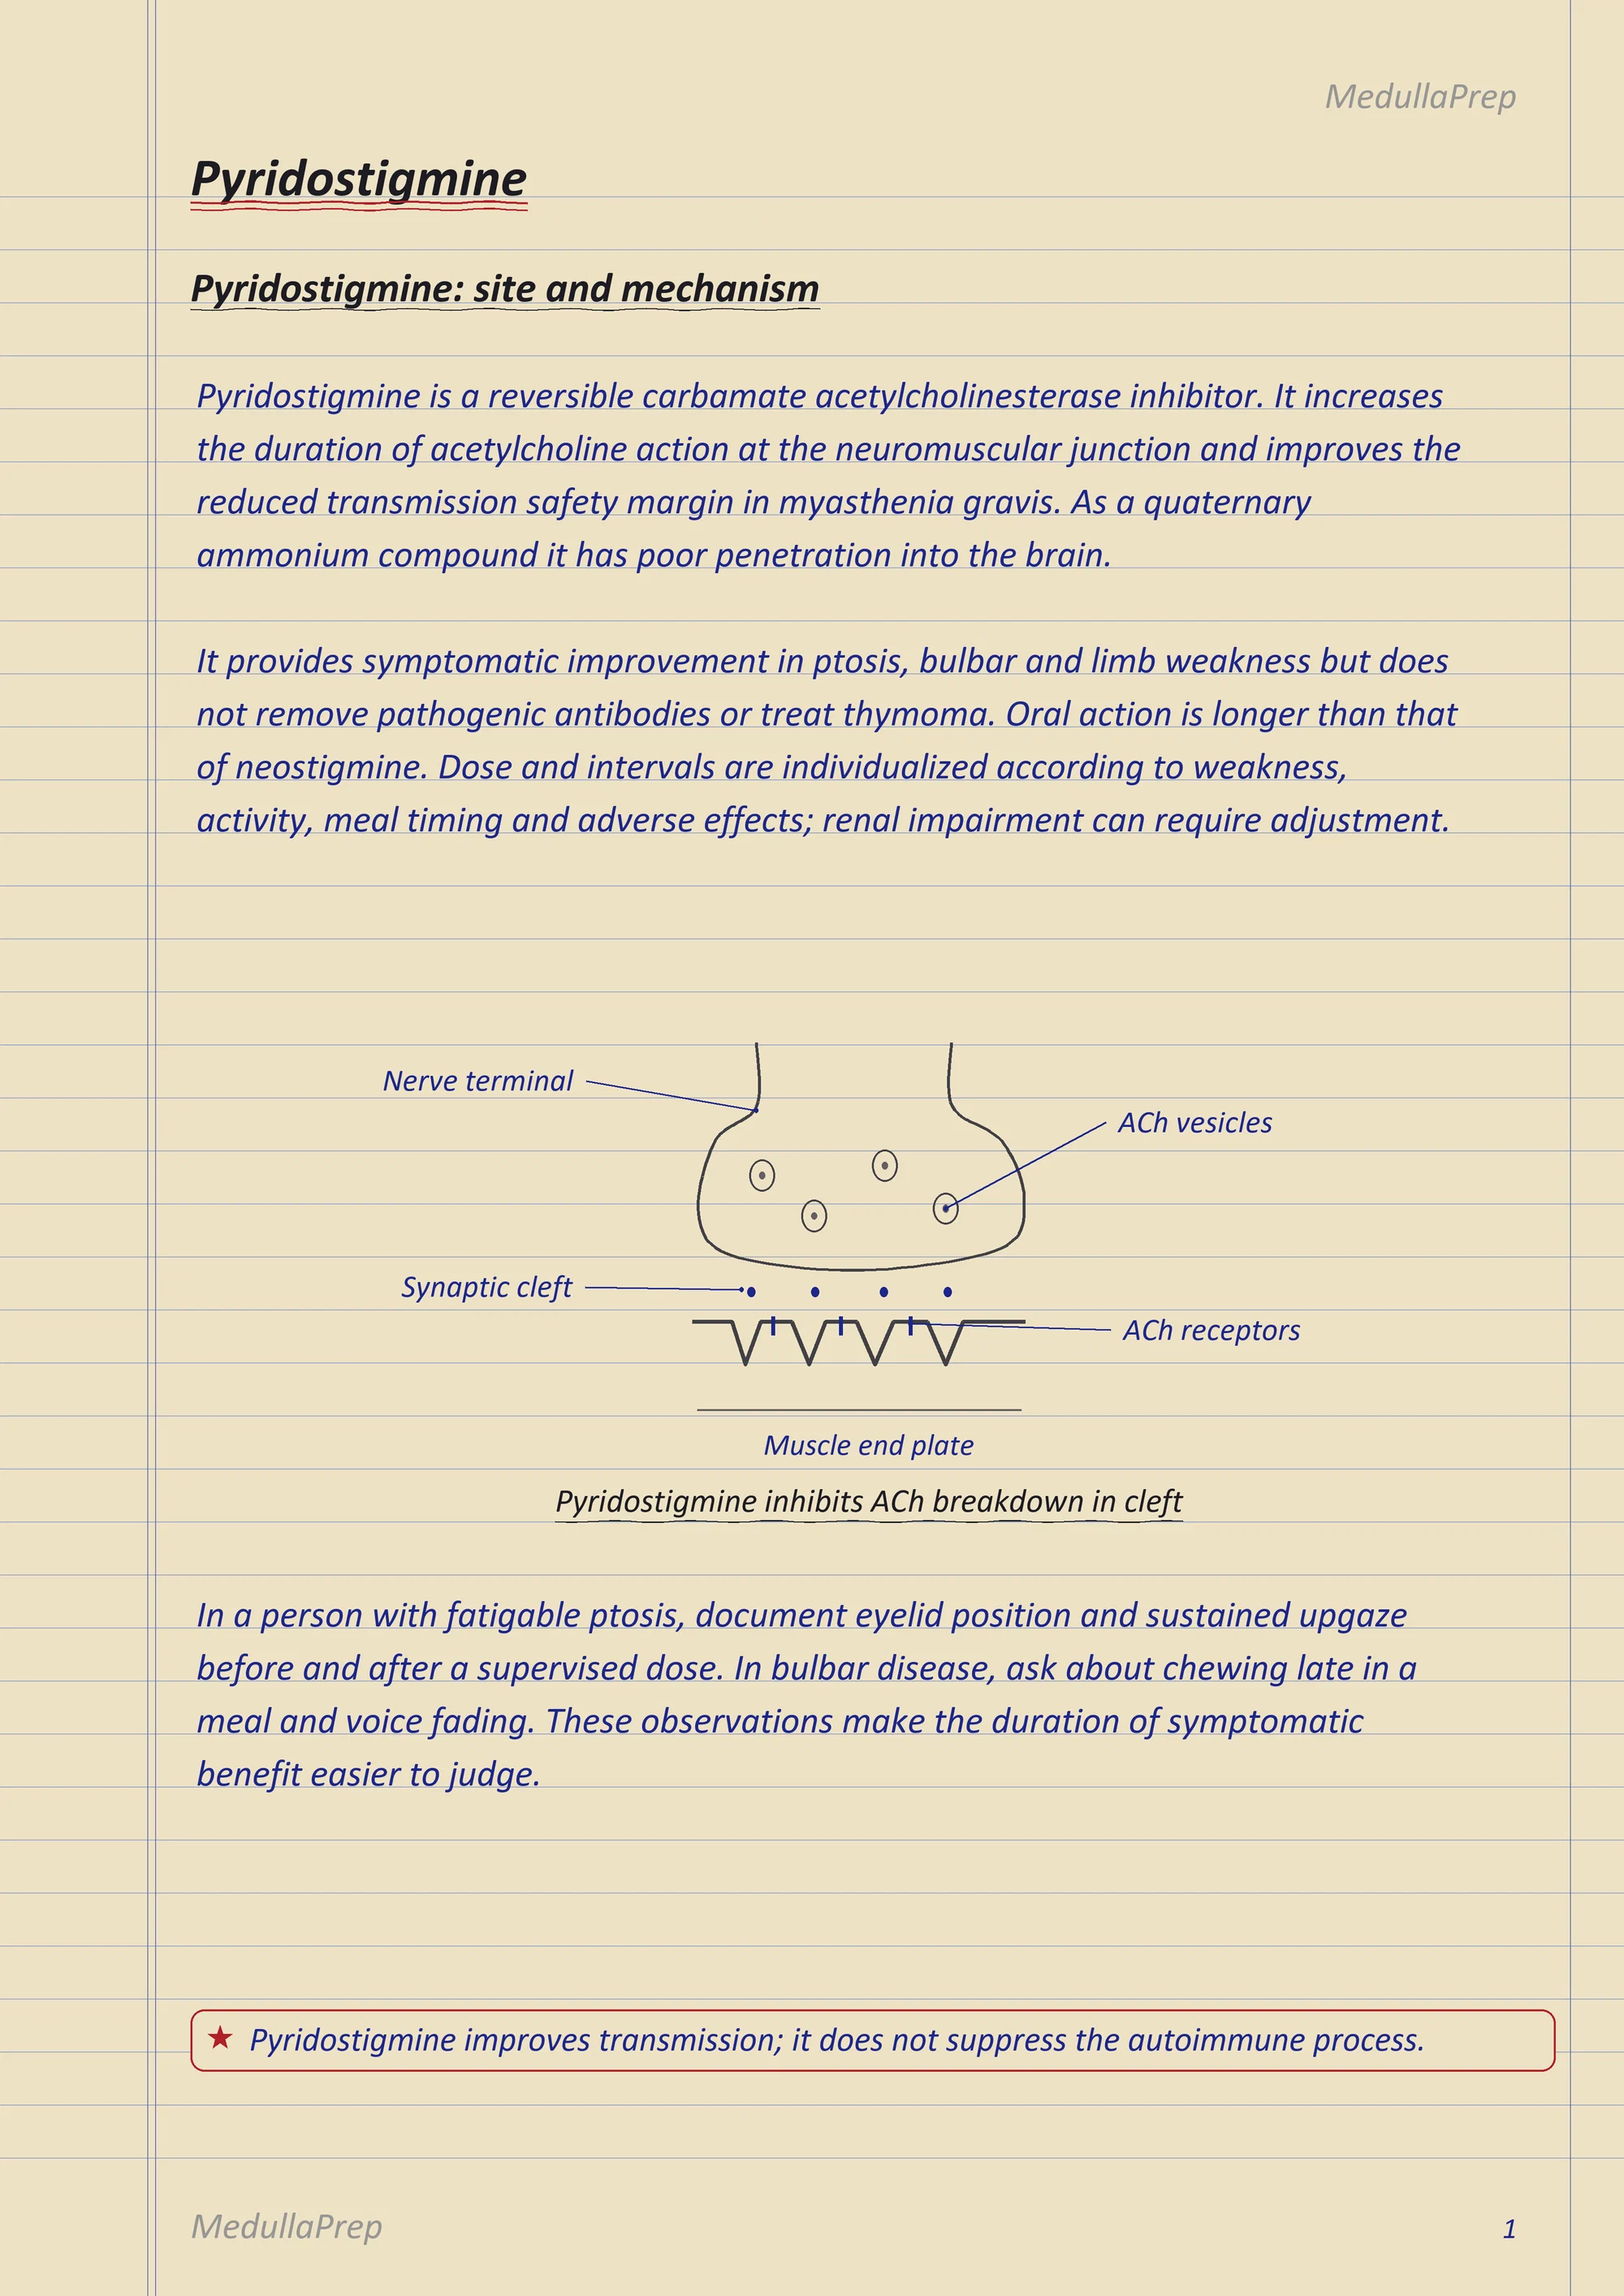 MedullaPrep
Pyridostigmine
Pyridostigmine: site and mechanism
Pyridostigmine is a reversible carbamate acetylcholinesterase inhibitor. It increases
the duration of acetylcholine action at the neuromuscular junction and improves the
reduced transmission safety margin in myasthenia gravis. As a quaternary
ammonium compound it has poor penetration into the brain.
It provides symptomatic improvement in ptosis, bulbar and limb weakness but does
not remove pathogenic antibodies or treat thymoma. Oral action is longer than that
of neostigmine. Dose and intervals are individualized according to weakness,
activity, meal timing and adverse effects; renal impairment can require adjustment.
Nerve terminal
ACh vesicles
Synaptic cleft
ACh receptors
Muscle end plate
Pyridostigmine inhibits ACh breakdown in cleft
In a person with fatigable ptosis, document eyelid position and sustained upgaze
before and after a supervised dose. In bulbar disease, ask about chewing late in a
meal and voice fading. These observations make the duration of symptomatic
benefit easier to judge.
★ Pyridostigmine improves transmission; it does not suppress the autoimmune process.
MedullaPrep
1